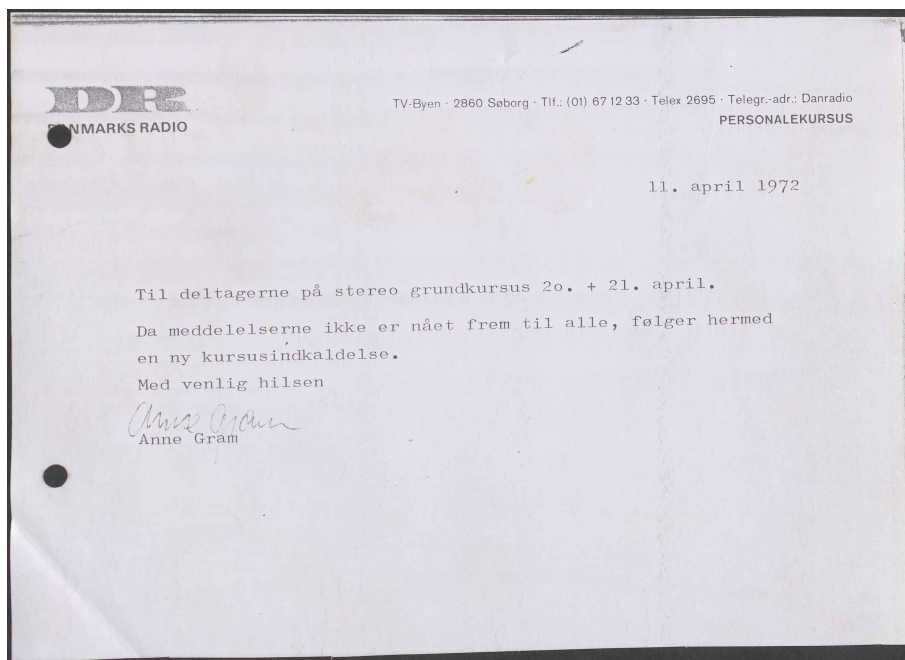 DR
DANMARKS RADIO
TV-Byen · 2860 Søborg · Tlf.: (01) 67 12 33 · Telex 2695 · Telegr.-adr.: Danradio
PERSONALEKURSUS
11. april 1972
Til deltagerne på stereo grundkursus 2o. + 21. april.
Da meddelelserne ikke er nået frem til alle, følger hermed
en ny kursusindkaldelse.
Med venlig hilsen
Anne Gram
Anne Gram